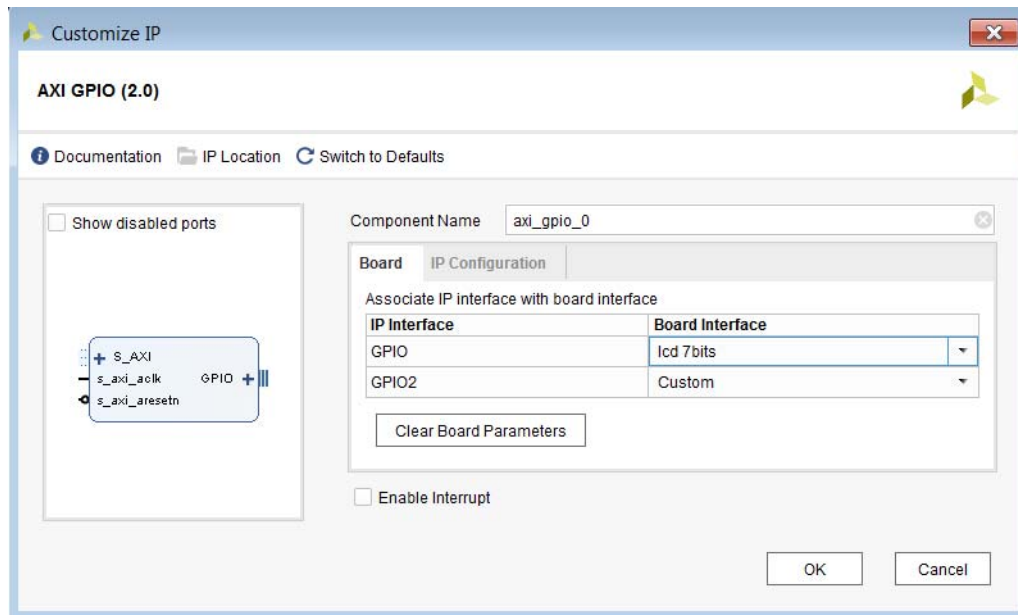 Customize IP
AXI GPIO (2.0)
Documentation IP Location Switch to Defaults
Show disabled ports
Component Name axi_gpio_0
Board IP Configuration
Associate IP interface with board interface
IP Interface Board Interface
GPIO lcd 7bits
GPIO2 Custom
Clear Board Parameters
Enable Interrupt
S_AXI
s_axi_aclk GPIO
s_axi_aresetn
OK Cancel